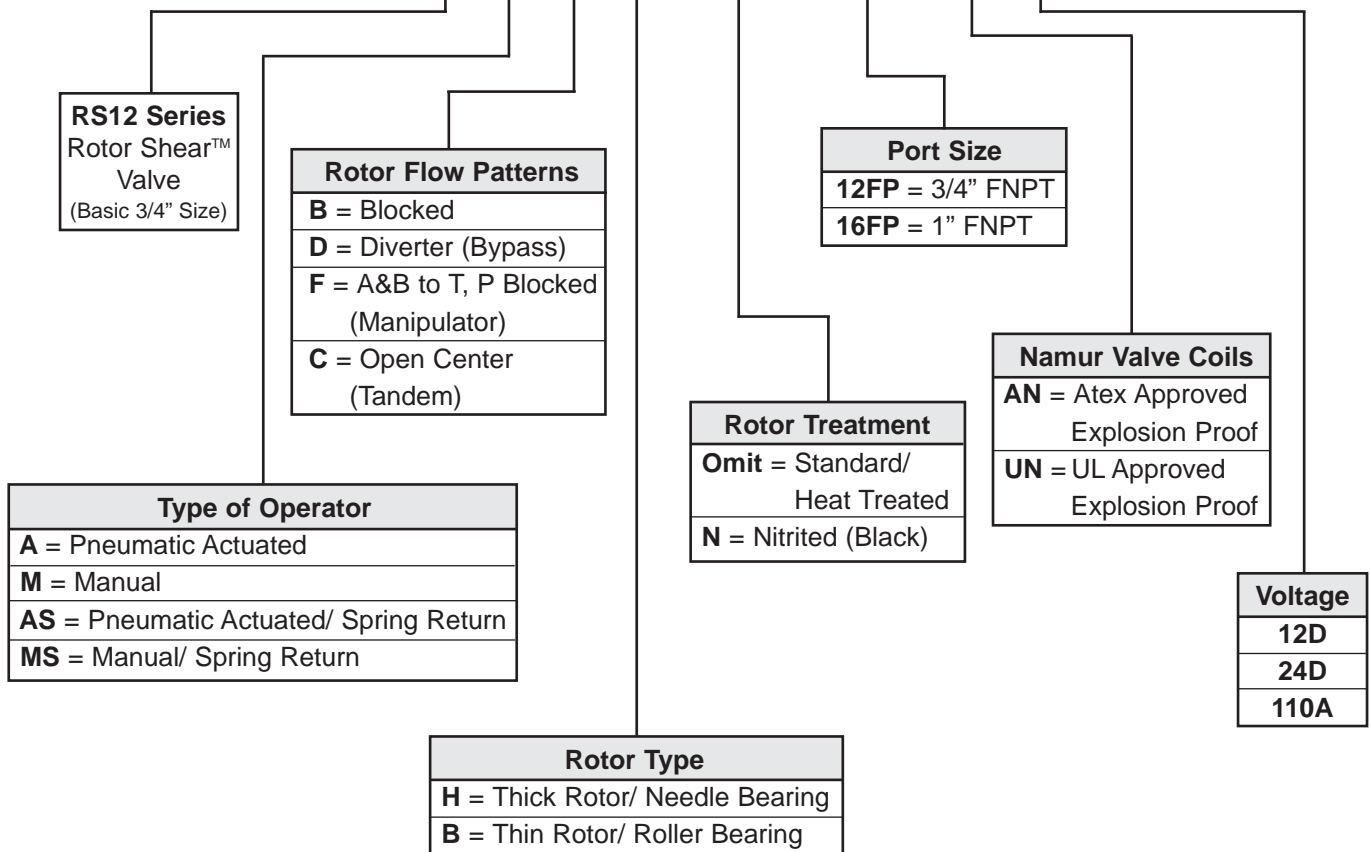 RS12 Series
Rotor Shear™
Valve
(Basic 3/4” Size)
Rotor Flow Patterns
B = Blocked
D = Diverter (Bypass)
F = A&B to T, P Blocked
(Manipulator)
C = Open Center
(Tandem)
Port Size
12FP = 3/4” FNPT
16FP = 1” FNPT
Namur Valve Coils
AN = Atex Approved
Explosion Proof
UN = UL Approved
Explosion Proof
Rotor Treatment
Omit = Standard/
Heat Treated
N = Nitrited (Black)
Type of Operator
A = Pneumatic Actuated
M = Manual
AS = Pneumatic Actuated/ Spring Return
MS = Manual/ Spring Return
Voltage
12D
24D
110A
Rotor Type
H = Thick Rotor/ Needle Bearing
B = Thin Rotor/ Roller Bearing